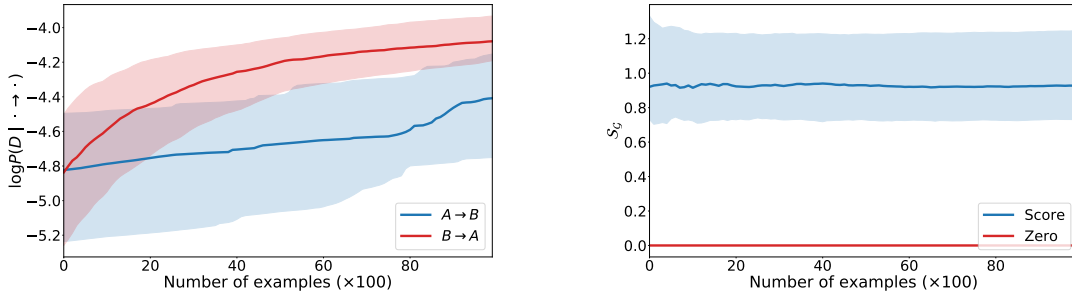 −4.0
−4.2
−4.4
−4.6
−4.8
−5.0
−5.2
logP(D | · → ·)
0 20 40 60 80
Number of examples (×100)
A → B
B → A
1.2
1.0
0.8
0.6
0.4
0.2
0.0
S_G
0 20 40 60 80
Number of examples (×100)
Score
Zero